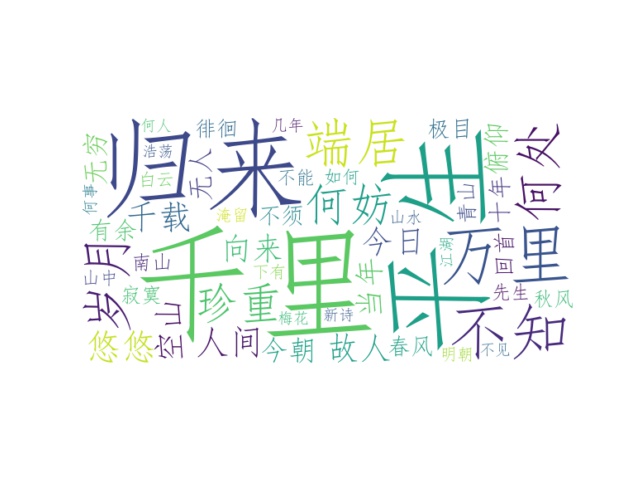 何人
徘徊
几年
极目
归来
端居
无穷
浩荡
无人
白云
不能
如何
俯仰
何处
何事
千载
淹留
不须
何妨
山水
青山
十年
平生
有余
向来
今日
江湖
回首
万里
岁月
南山
千里
下有
当年
山中
寂寞
珍重
先生
秋风
梅花
新诗
不知
悠悠
空山
人间
今朝
故人
春风
明朝
不见